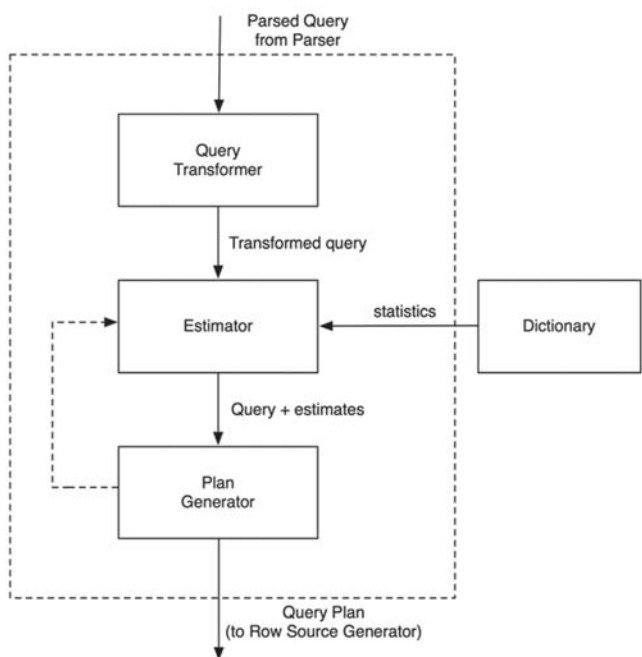 Parsed Query
from Parser
Query
Transformer
Transformed query
Estimator
statistics
Dictionary
Query + estimates
Plan
Generator
Query Plan
(to Row Source Generator)